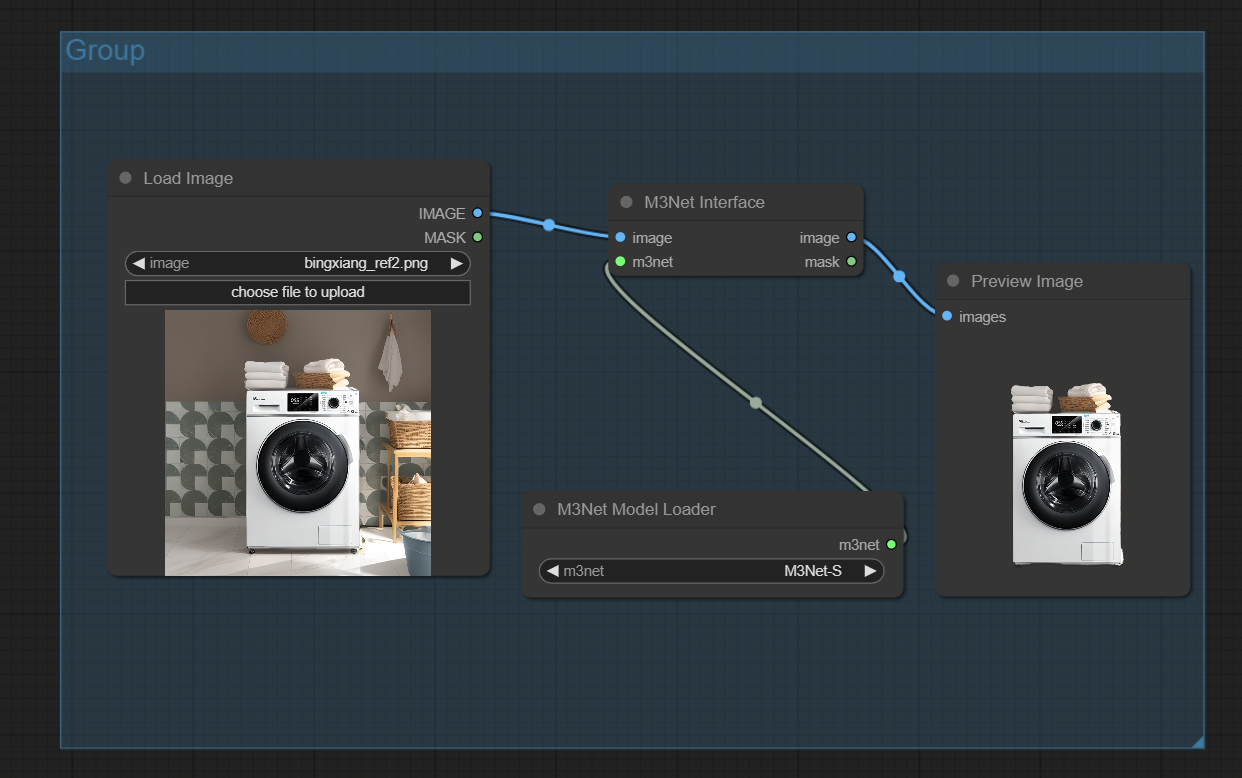 Group
Load Image
IMAGE
MASK
image bingxiang_ref2.png
choose file to upload
M3Net Interface
image image
m3net mask
M3Net Model Loader
m3net
m3net M3Net-S
Preview Image
images